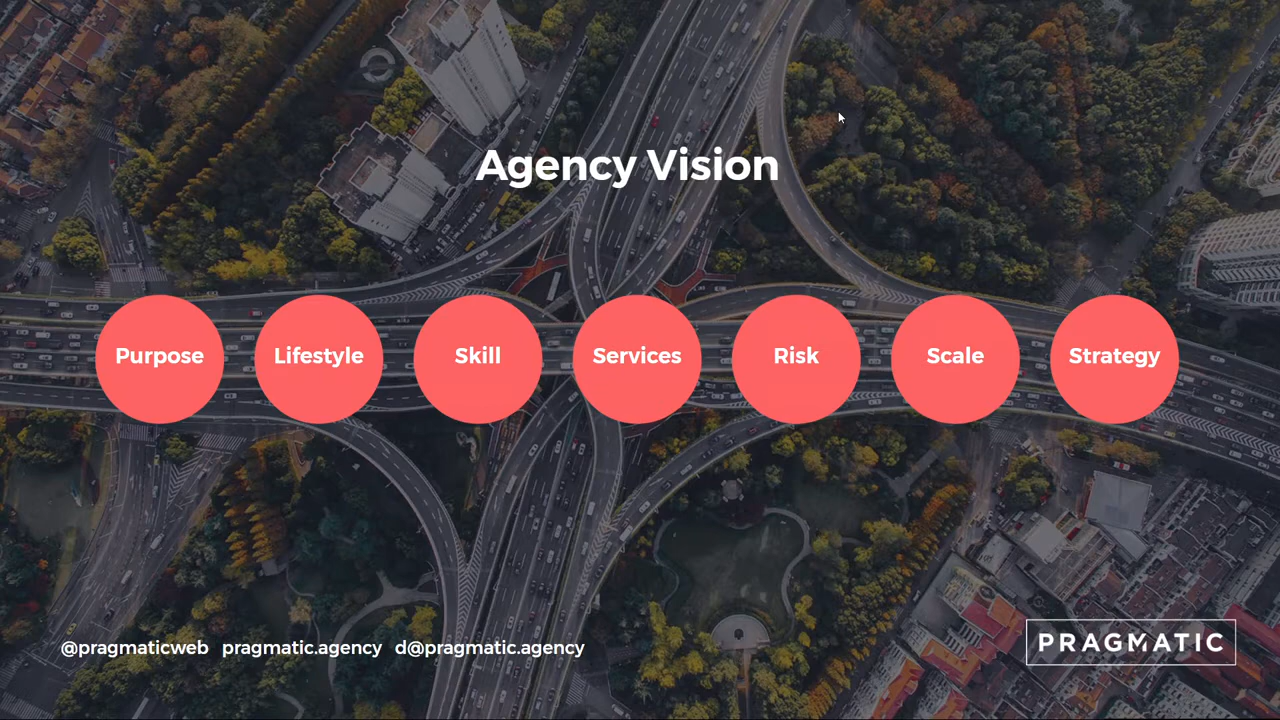 Agency Vision
Purpose Lifestyle Skill Services Risk Scale Strategy
@pragmaticweb pragmatic.agency d@pragmatic.agency
PRAGMATIC